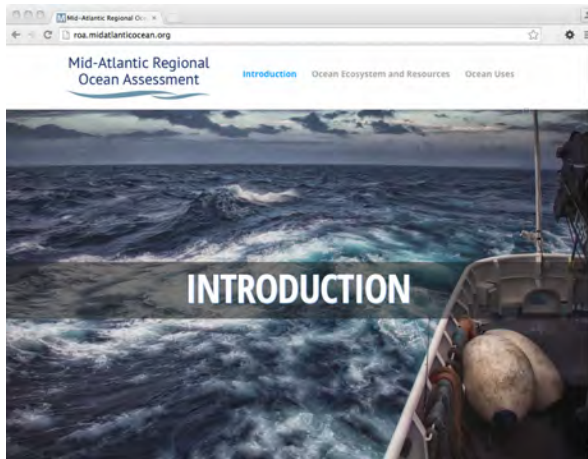 Mid-Atlantic Regional Oc
roa.midatlanticocean.org
Mid-Atlantic Regional
Ocean Assessment
Introduction Ocean Ecosystem and Resources Ocean Uses
INTRODUCTION